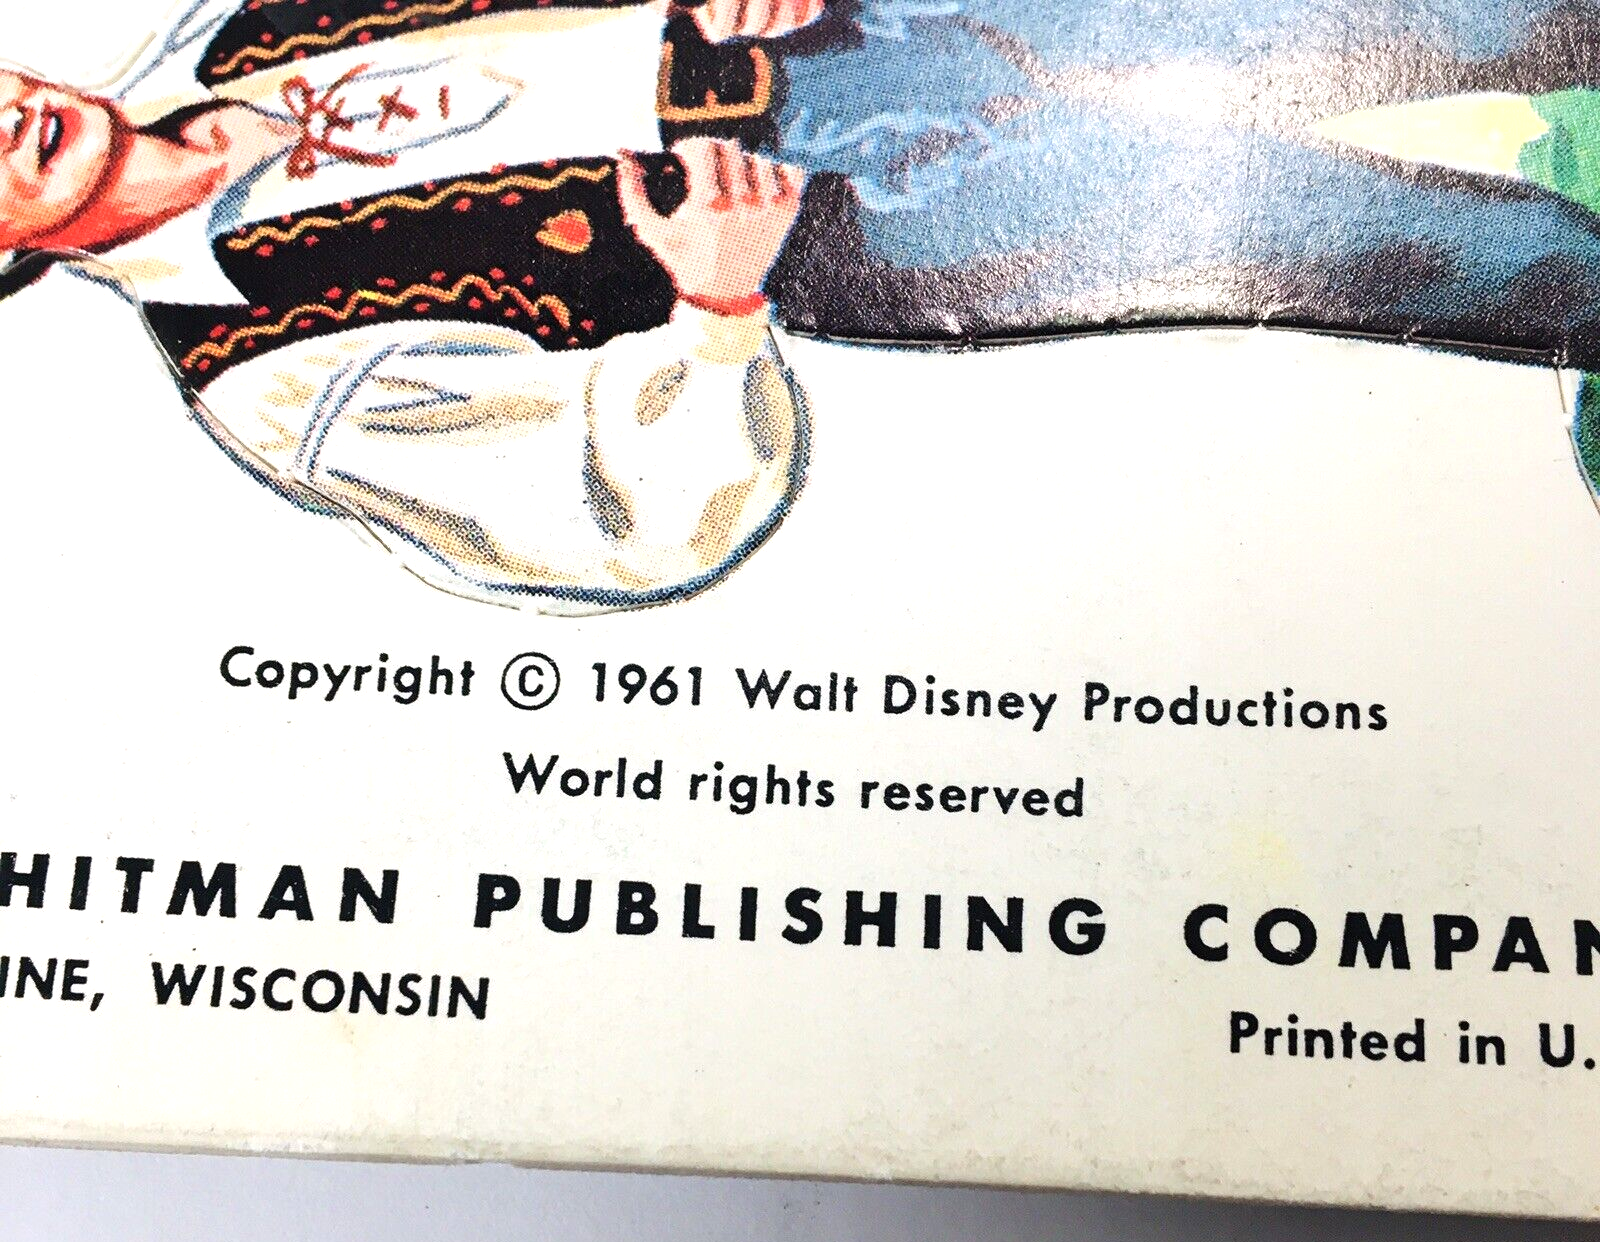 Copyright © 1961 Walt Disney Productions
World rights reserved
HITMAN PUBLISHING COMPAN
INE, WISCONSIN
Printed in U.